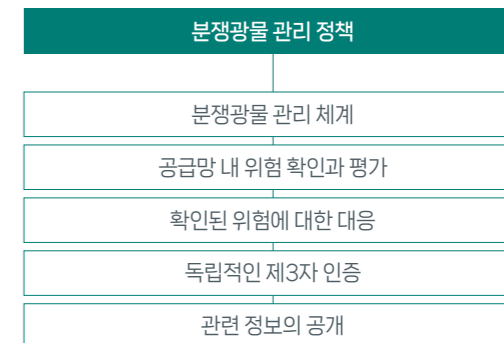 분쟁광물 관리 정책
분쟁광물 관리 체계
공급망 내 위험 확인과 평가
확인된 위험에 대한 대응
독립적인 제3자 인증
관련 정보의 공개